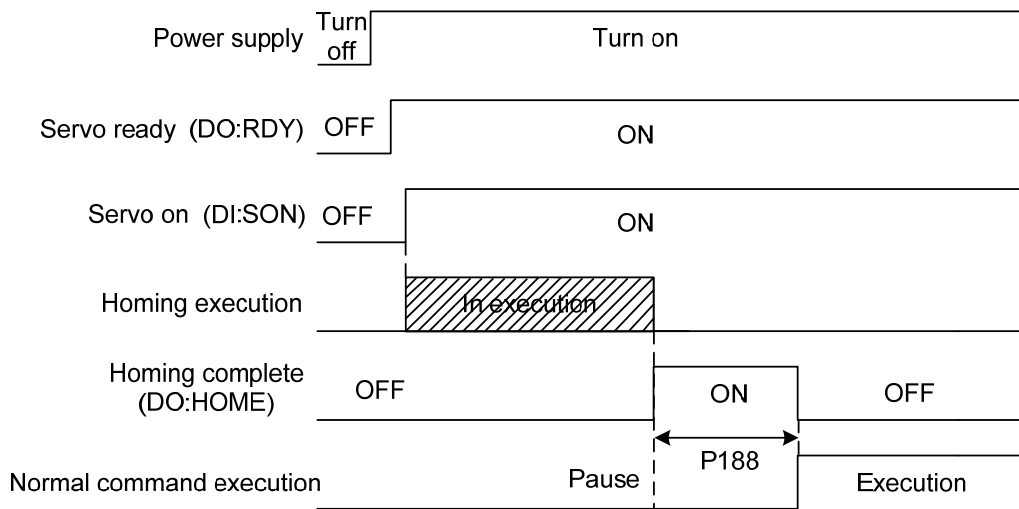 Power supply
Turn
off
Turn on
Servo ready (DO:RDY)
OFF
ON
Servo on (DI:SON)
OFF
ON
Homing execution
In execution
Homing complete
(DO:HOME)
OFF
ON
OFF
P188
Normal command execution
Pause
Execution